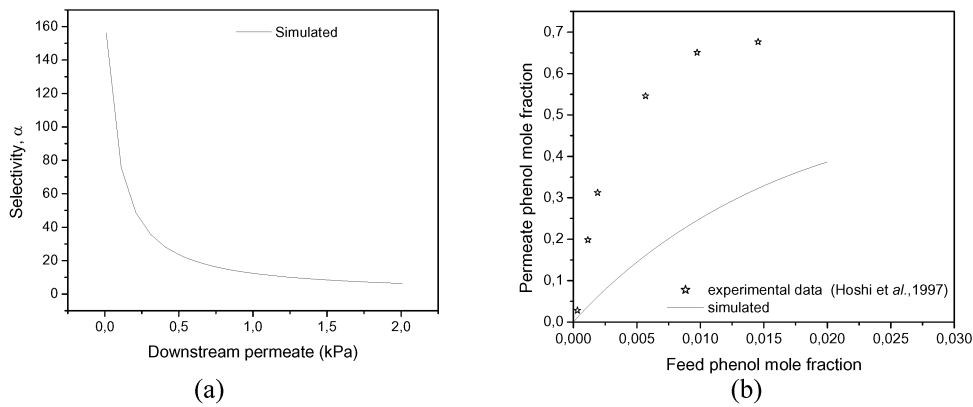 160
140
120
100
80
60
40
20
0
Selectivity, α
Simulated
0,0 0,5 1,0 1,5 2,0
Downstream permeate (kPa)
(a)
0,7
0,6
0,5
0,4
0,3
0,2
0,1
0,0
Permeate phenol mole fraction
experimental data (Hoshi et al.,1997)
simulated
0,000 0,005 0,010 0,015 0,020 0,025 0,030
Feed phenol mole fraction
(b)